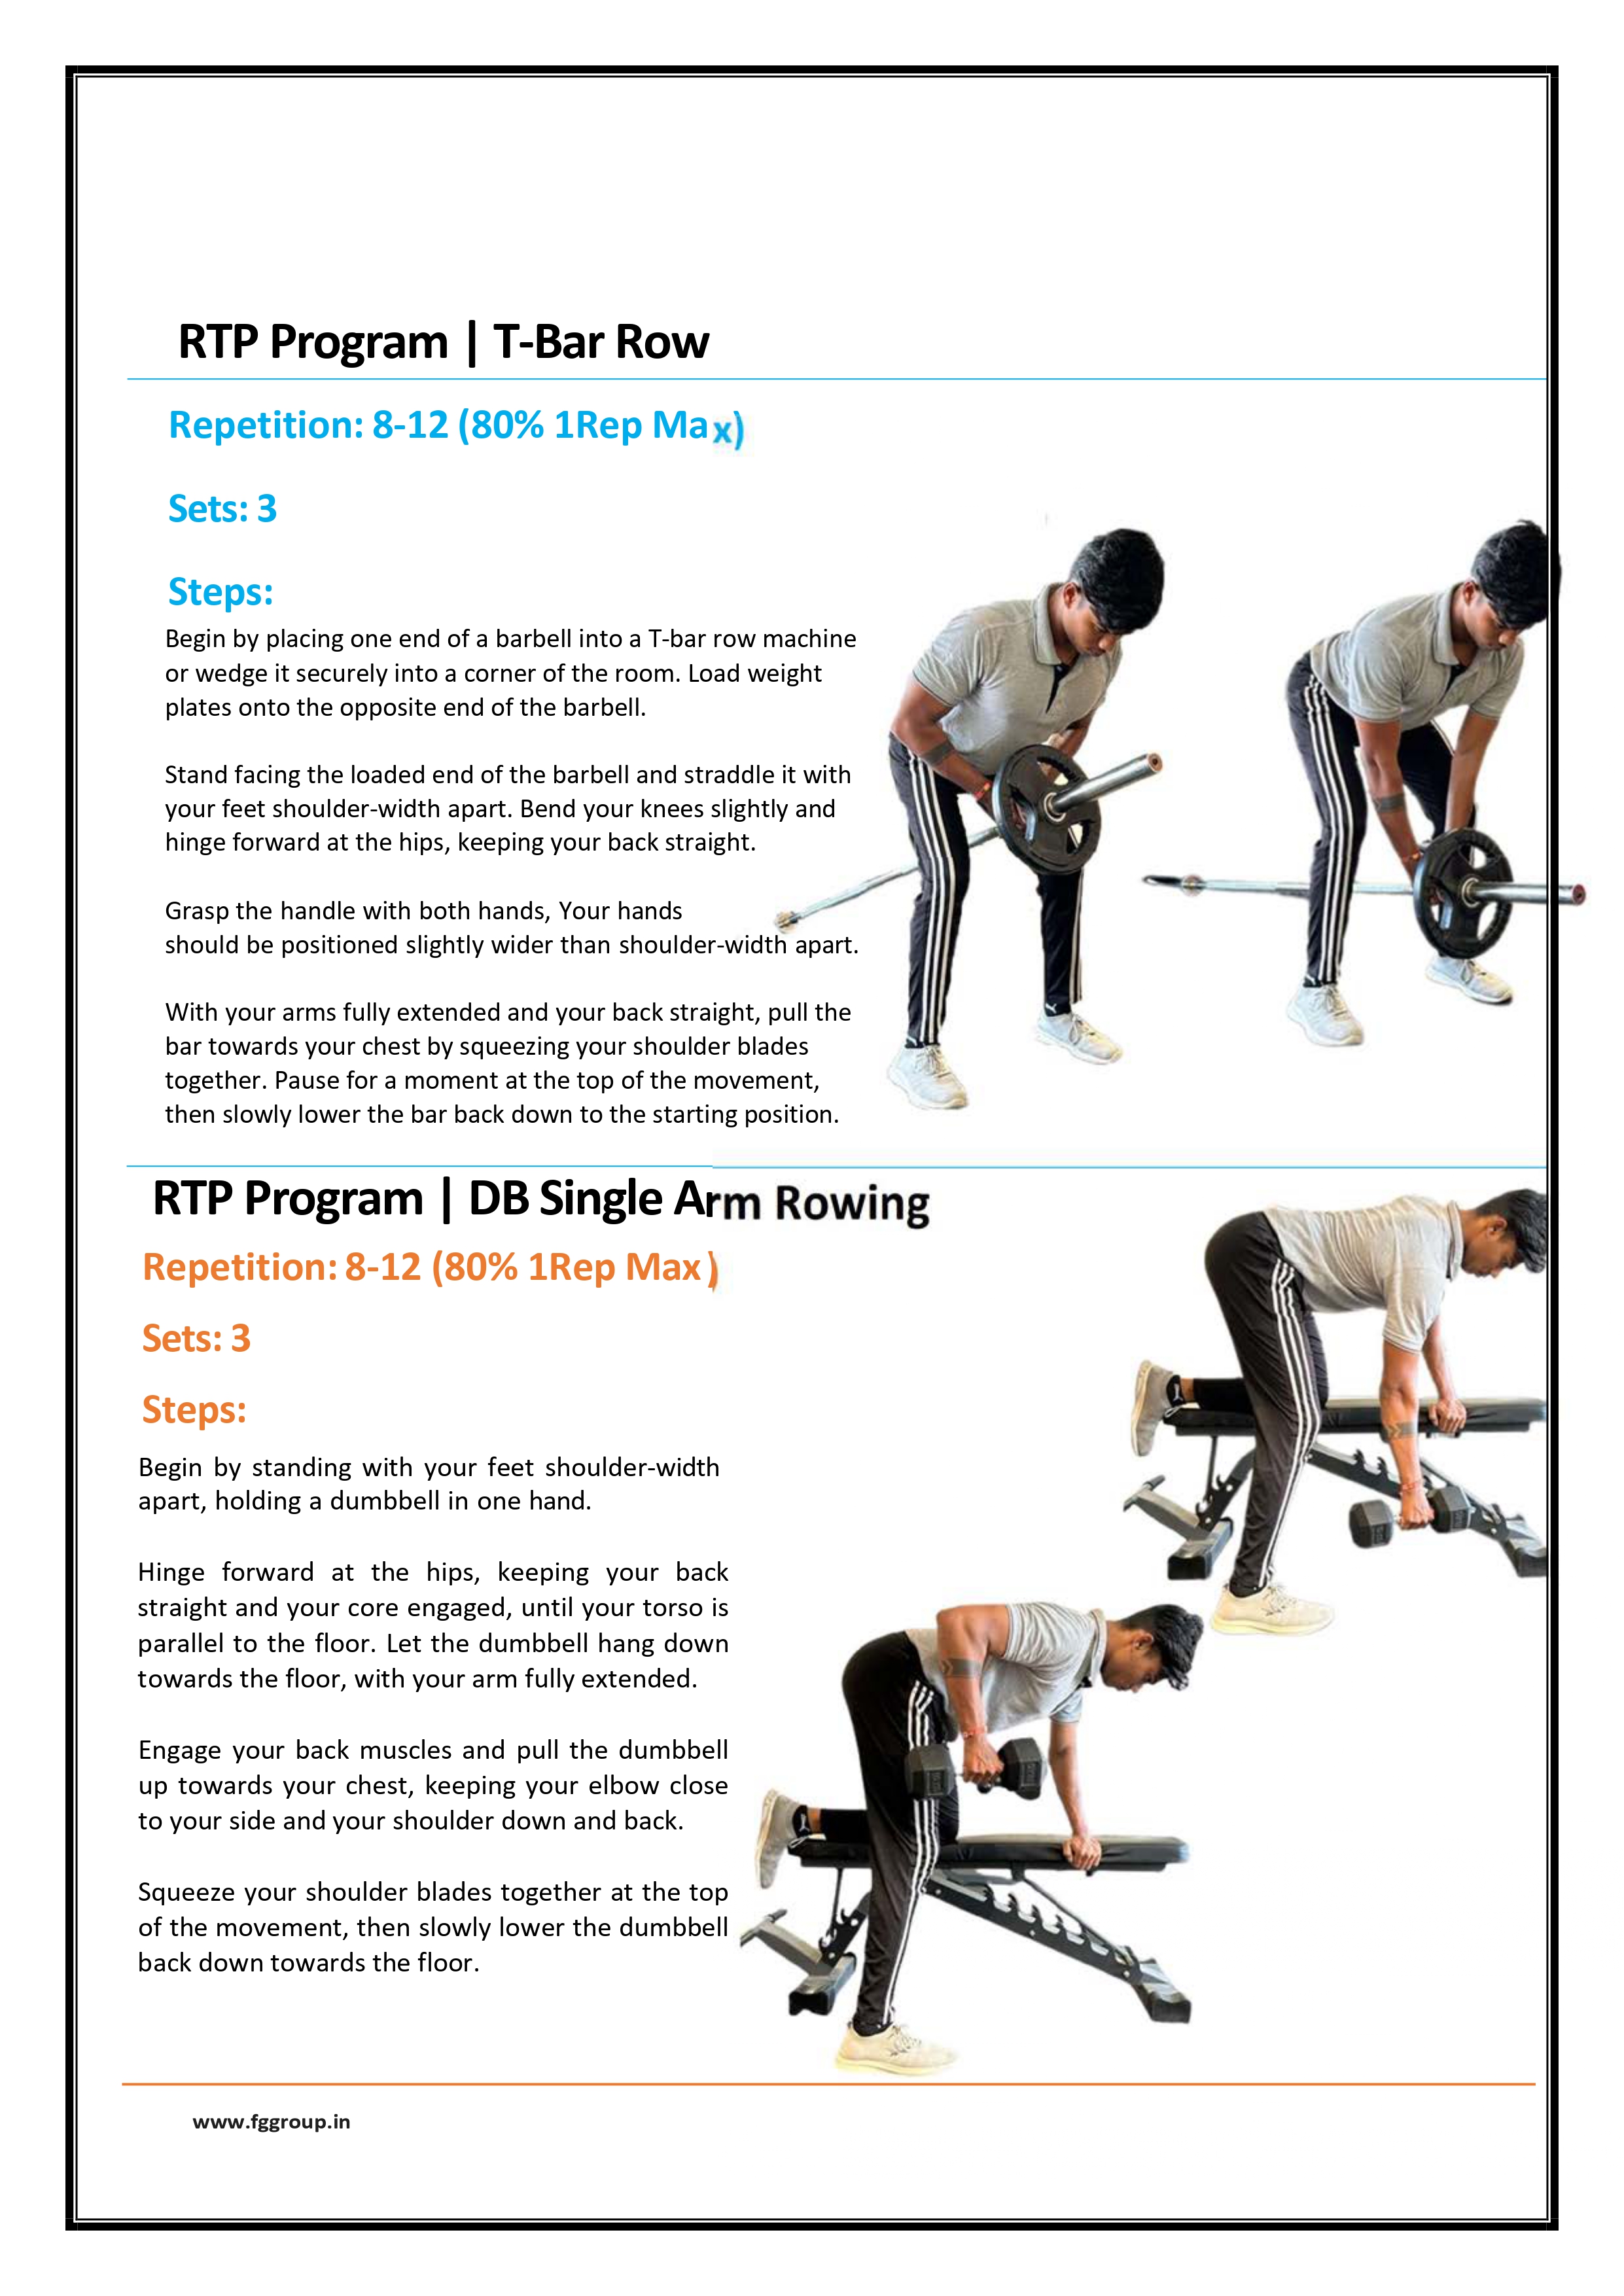 RTP Program | T-Bar Row
Repetition: 8-12 (80% 1Rep Max)
Sets: 3
Steps:
Begin by placing one end of a barbell into a T-bar row machine
or wedge it securely into a corner of the room. Load weight
plates onto the opposite end of the barbell.
Stand facing the loaded end of the barbell and straddle it with
your feet shoulder-width apart. Bend your knees slightly and
hinge forward at the hips, keeping your back straight.
Grasp the handle with both hands, Your hands
should be positioned slightly wider than shoulder-width apart.
With your arms fully extended and your back straight, pull the
bar towards your chest by squeezing your shoulder blades
together. Pause for a moment at the top of the movement,
then slowly lower the bar back down to the starting position.
RTP Program | DB Single Arm Rowing
Repetition: 8-12 (80% 1Rep Max)
Sets: 3
Steps:
Begin by standing with your feet shoulder-width
apart, holding a dumbbell in one hand.
Hinge forward at the hips, keeping your back
straight and your core engaged, until your torso is
parallel to the floor. Let the dumbbell hang down
towards the floor, with your arm fully extended.
Engage your back muscles and pull the dumbbell
up towards your chest, keeping your elbow close
to your side and your shoulder down and back.
Squeeze your shoulder blades together at the top
of the movement, then slowly lower the dumbbell
back down towards the floor.
www.fggroup.in